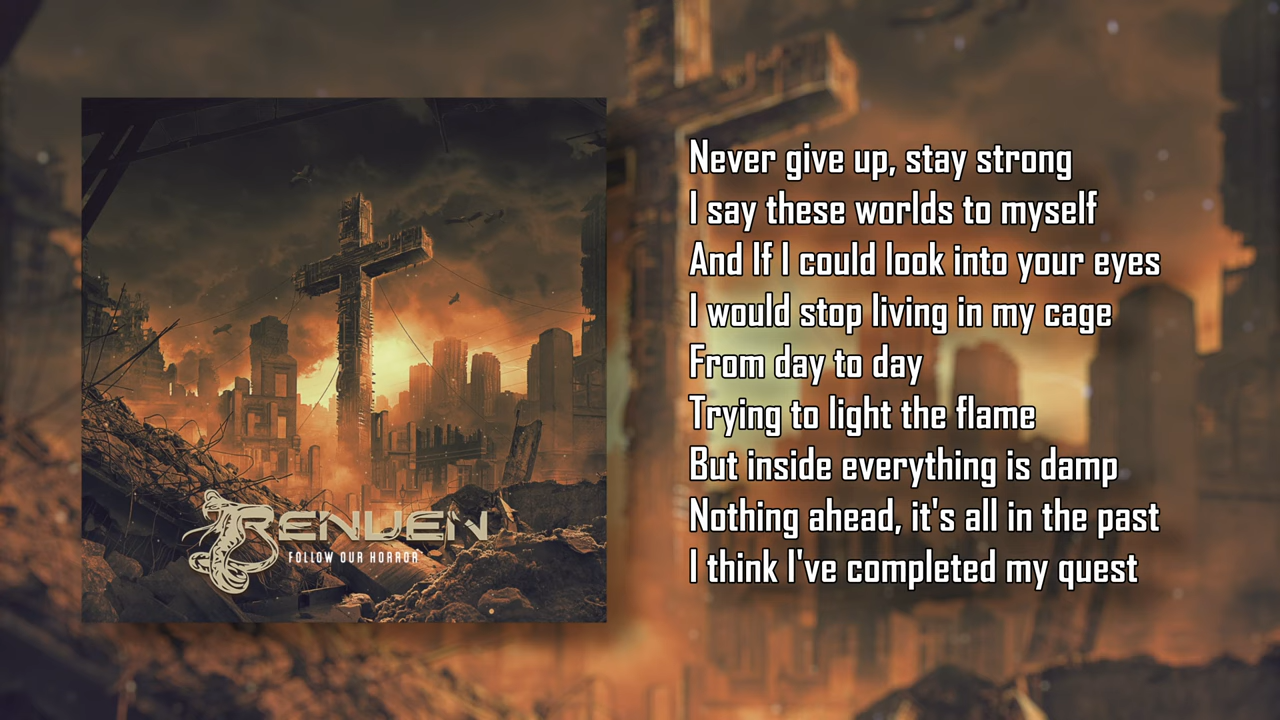 RENUEN
FOLLOW OUR HORROR
Never give up, stay strong
I say these worlds to myself
And If I could look into your eyes
I would stop living in my cage
From day to day
Trying to light the flame
But inside everything is damp
Nothing ahead, it's all in the past
I think I've completed my quest